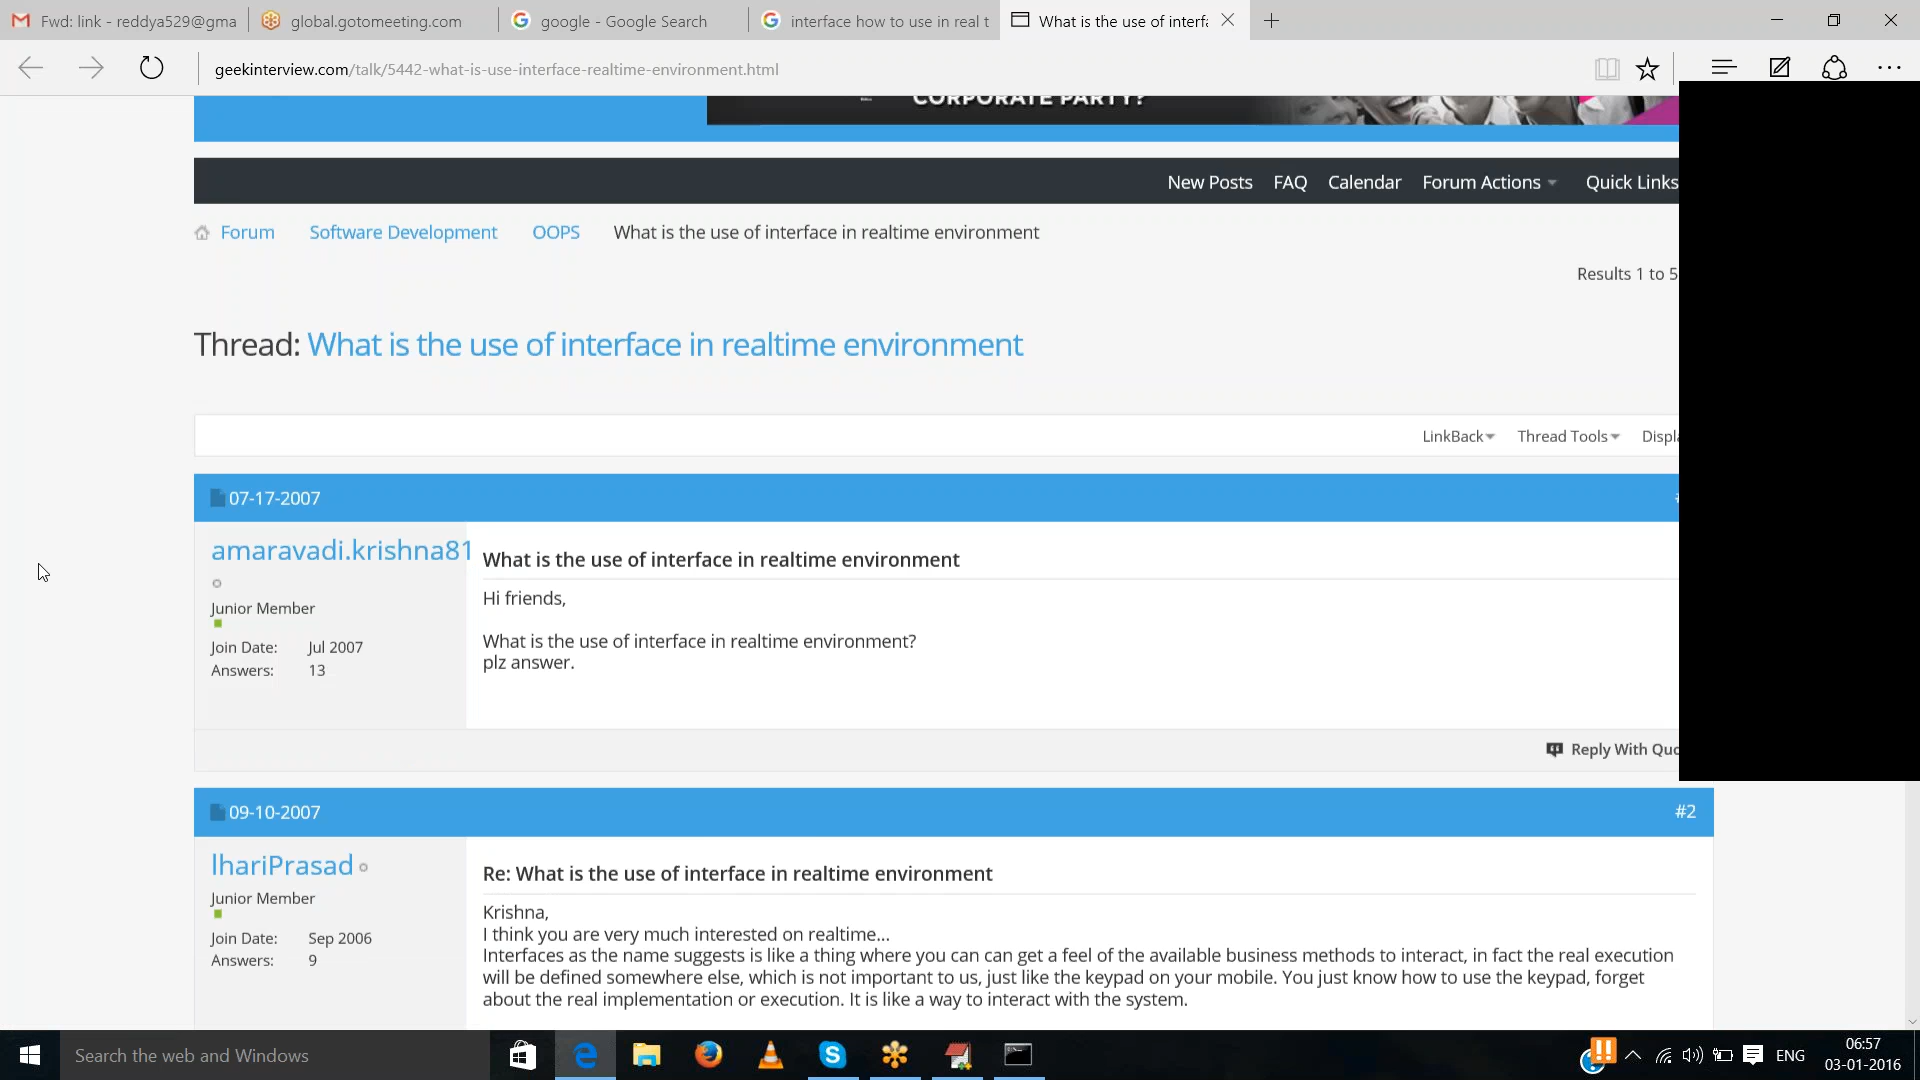 Fwd: link - reddya529@gma
global.gotomeeting.com
google - Google Search
interface how to use in real t
What is the use of interfa
geekinterview.com/talk/5442-what-is-use-interface-realtime-environment.html
CORPORATE PARTY?
New Posts FAQ Calendar Forum Actions Quick Links
Forum Software Development OOPS What is the use of interface in realtime environment
Results 1 to 5
Thread: What is the use of interface in realtime environment
LinkBack Thread Tools Displa
07-17-2007
amaravadi.krishna81
Junior Member
Join Date: Jul 2007
Answers: 13
What is the use of interface in realtime environment
Hi friends,
What is the use of interface in realtime environment?
plz answer.
Reply With Quo
09-10-2007 #2
lhariPrasad
Junior Member
Join Date: Sep 2006
Answers: 9
Re: What is the use of interface in realtime environment
Krishna,
I think you are very much interested on realtime...
Interfaces as the name suggests is like a thing where you can can get a feel of the available business methods to interact, in fact the real execution
will be defined somewhere else, which is not important to us, just like the keypad on your mobile. You just know how to use the keypad, forget
about the real implementation or execution. It is like a way to interact with the system.
Search the web and Windows
ENG
06:57
03-01-2016